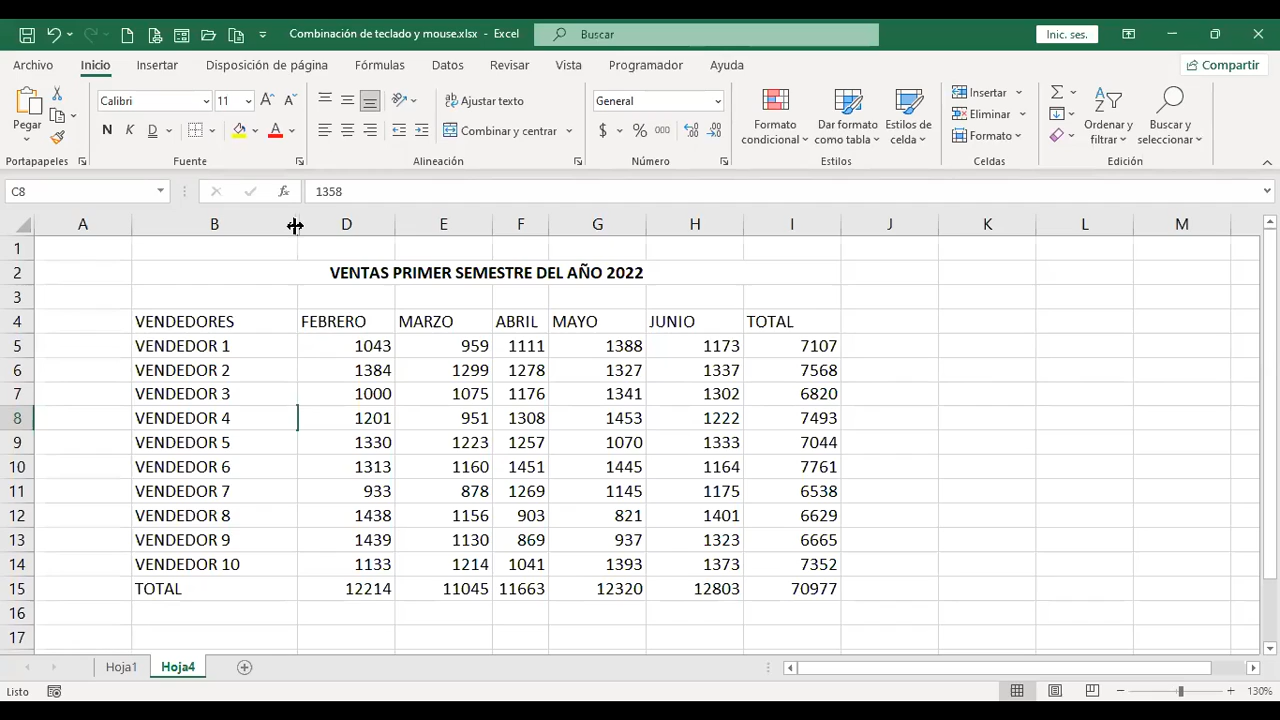 Combinación de teclado y mouse.xlsx - Excel
Buscar
Inic. ses.
Archivo Inicio Insertar Disposición de página Fórmulas Datos Revisar Vista Programador Ayuda Compartir
Pegar Calibri 11 Ajustar texto General Formato condicional Dar formato como tabla Estilos de celda Insertar Ordenar y filtrar Buscar y seleccionar
N K D Combinar y centrar $ % 000 Eliminar
Formato
Portapapeles Fuente Alineación Número Estilos Celdas Edición
C8 fx 1358
A B D E F G H I J K L M
1
2 VENTAS PRIMER SEMESTRE DEL AÑO 2022
3
4 VENDEDORES FEBRERO MARZO ABRIL MAYO JUNIO TOTAL
5 VENDEDOR 1 1043 959 1111 1388 1173 7107
6 VENDEDOR 2 1384 1299 1278 1327 1337 7568
7 VENDEDOR 3 1000 1075 1176 1341 1302 6820
8 VENDEDOR 4 1201 951 1308 1453 1222 7493
9 VENDEDOR 5 1330 1223 1257 1070 1333 7044
10 VENDEDOR 6 1313 1160 1451 1445 1164 7761
11 VENDEDOR 7 933 878 1269 1145 1175 6538
12 VENDEDOR 8 1438 1156 903 821 1401 6629
13 VENDEDOR 9 1439 1130 869 937 1323 6665
14 VENDEDOR 10 1133 1214 1041 1393 1373 7352
15 TOTAL 12214 11045 11663 12320 12803 70977
16
17
Hoja1 Hoja4
Listo 130%